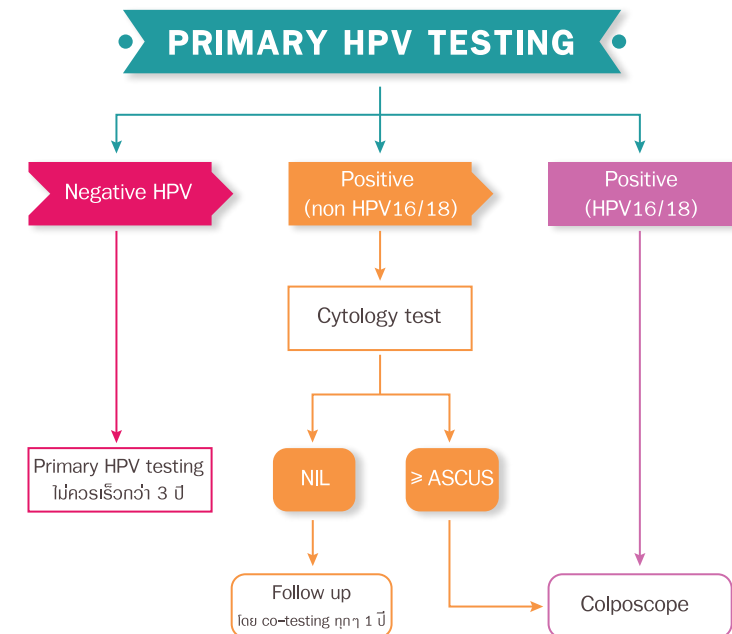 PRIMARY HPV TESTING
Negative HPV
Positive
(non HPV16/18)
Positive
(HPV16/18)
Cytology test
Primary HPV testing
ไม่ควรเร็วกว่า 3 ปี
NIL
≥ ASCUS
Follow up
โดย co-testing ทุกๆ 1 ปี
Colposcope